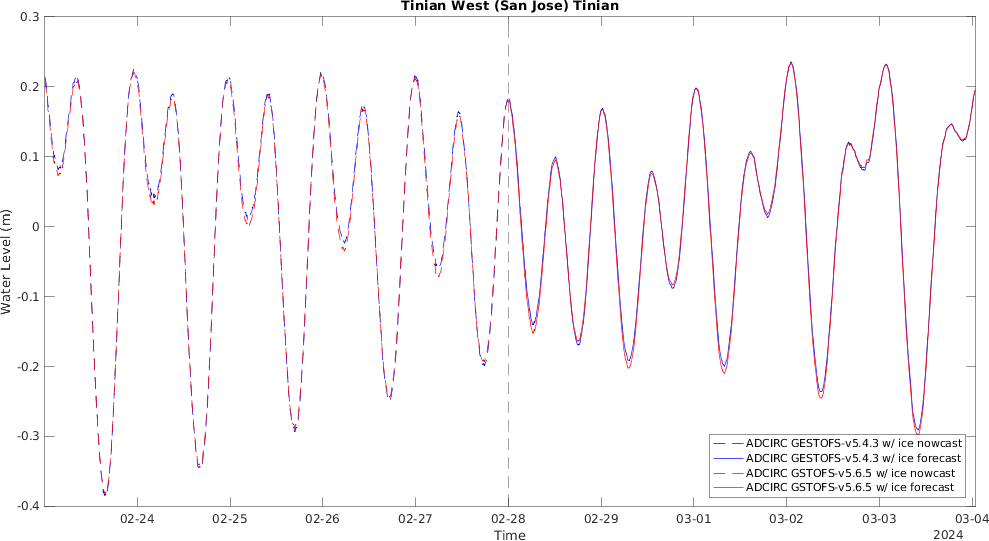 Tinian West (San Jose) Tinian
0.3
0.2
0.1
0
-0.1
-0.2
-0.3
-0.4
Water Level (m)
ADCIRC GESTOFS-v5.4.3 w/ ice nowcast
ADCIRC GESTOFS-v5.4.3 w/ ice forecast
ADCIRC GSTOFS-v5.6.5 w/ ice nowcast
ADCIRC GSTOFS-v5.6.5 w/ ice forecast
02-24 02-25 02-26 02-27 02-28 02-29 03-01 03-02 03-03 03-04
Time
2024